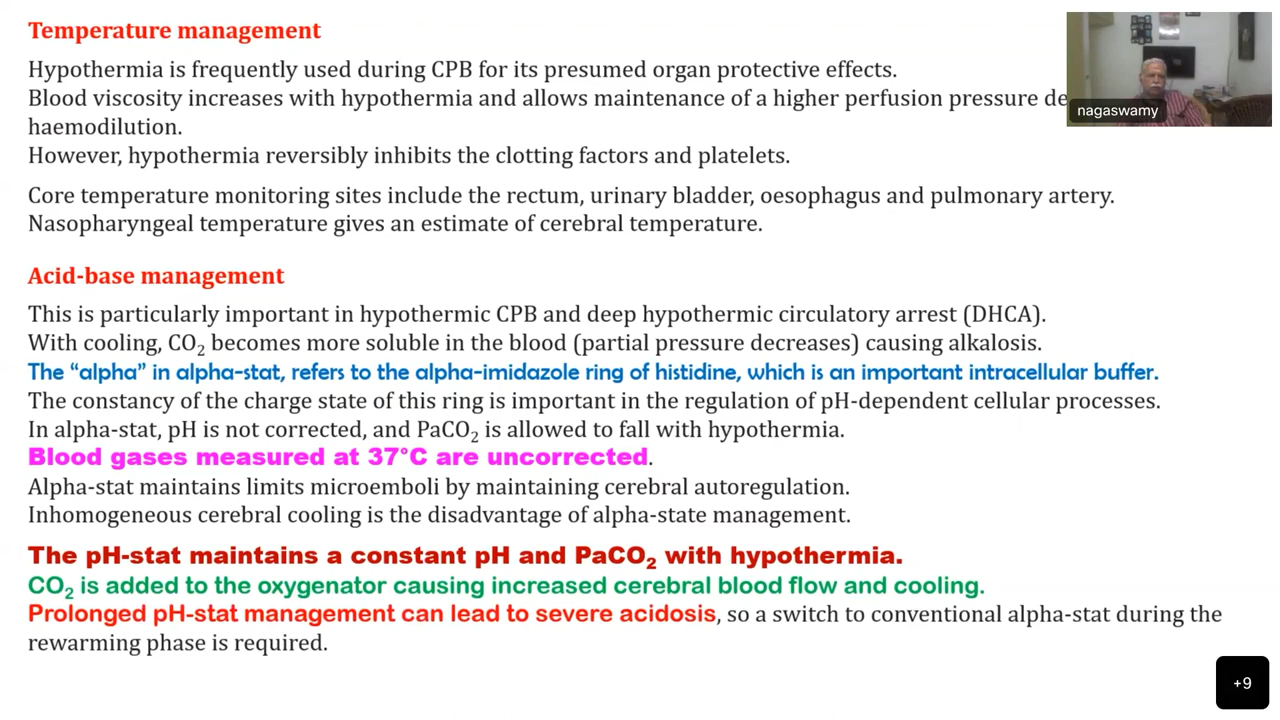 Temperature management
Hypothermia is frequently used during CPB for its presumed organ protective effects.
Blood viscosity increases with hypothermia and allows maintenance of a higher perfusion pressure
haemodilution.
However, hypothermia reversibly inhibits the clotting factors and platelets.
Core temperature monitoring sites include the rectum, urinary bladder, oesophagus and pulmonary artery.
Nasopharyngeal temperature gives an estimate of cerebral temperature.
Acid-base management
This is particularly important in hypothermic CPB and deep hypothermic circulatory arrest (DHCA).
With cooling, CO₂ becomes more soluble in the blood (partial pressure decreases) causing alkalosis.
The “alpha” in alpha-stat, refers to the alpha-imidazole ring of histidine, which is an important intracellular buffer.
The constancy of the charge state of this ring is important in the regulation of pH-dependent cellular processes.
In alpha-stat, pH is not corrected, and PaCO₂ is allowed to fall with hypothermia.
Blood gases measured at 37°C are uncorrected.
Alpha-stat maintains limits microemboli by maintaining cerebral autoregulation.
Inhomogeneous cerebral cooling is the disadvantage of alpha-state management.
The pH-stat maintains a constant pH and PaCO₂ with hypothermia.
CO₂ is added to the oxygenator causing increased cerebral blood flow and cooling.
Prolonged pH-stat management can lead to severe acidosis, so a switch to conventional alpha-stat during the
rewarming phase is required.
nagaswamy
+9